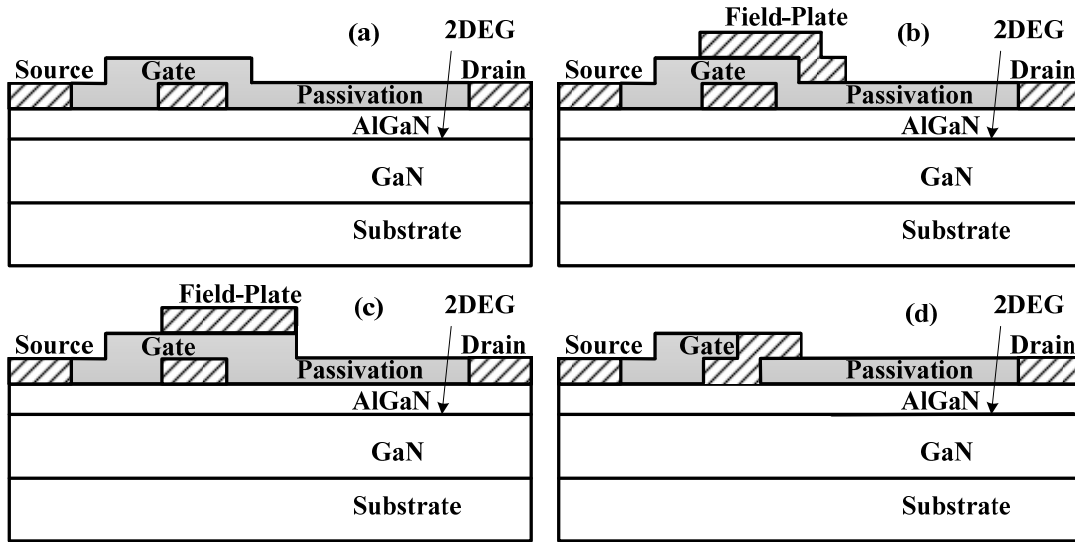 (a)
2DEG
Source
Gate
Drain
Passivation
AlGaN
GaN
Substrate
Field-Plate
2DEG
(b)
Source
Gate
Drain
Passivation
AlGaN
GaN
Substrate
Field-Plate
(c)
2DEG
Source
Gate
Drain
Passivation
AlGaN
GaN
Substrate
2DEG
(d)
Source
Gate
Drain
Passivation
AlGaN
GaN
Substrate